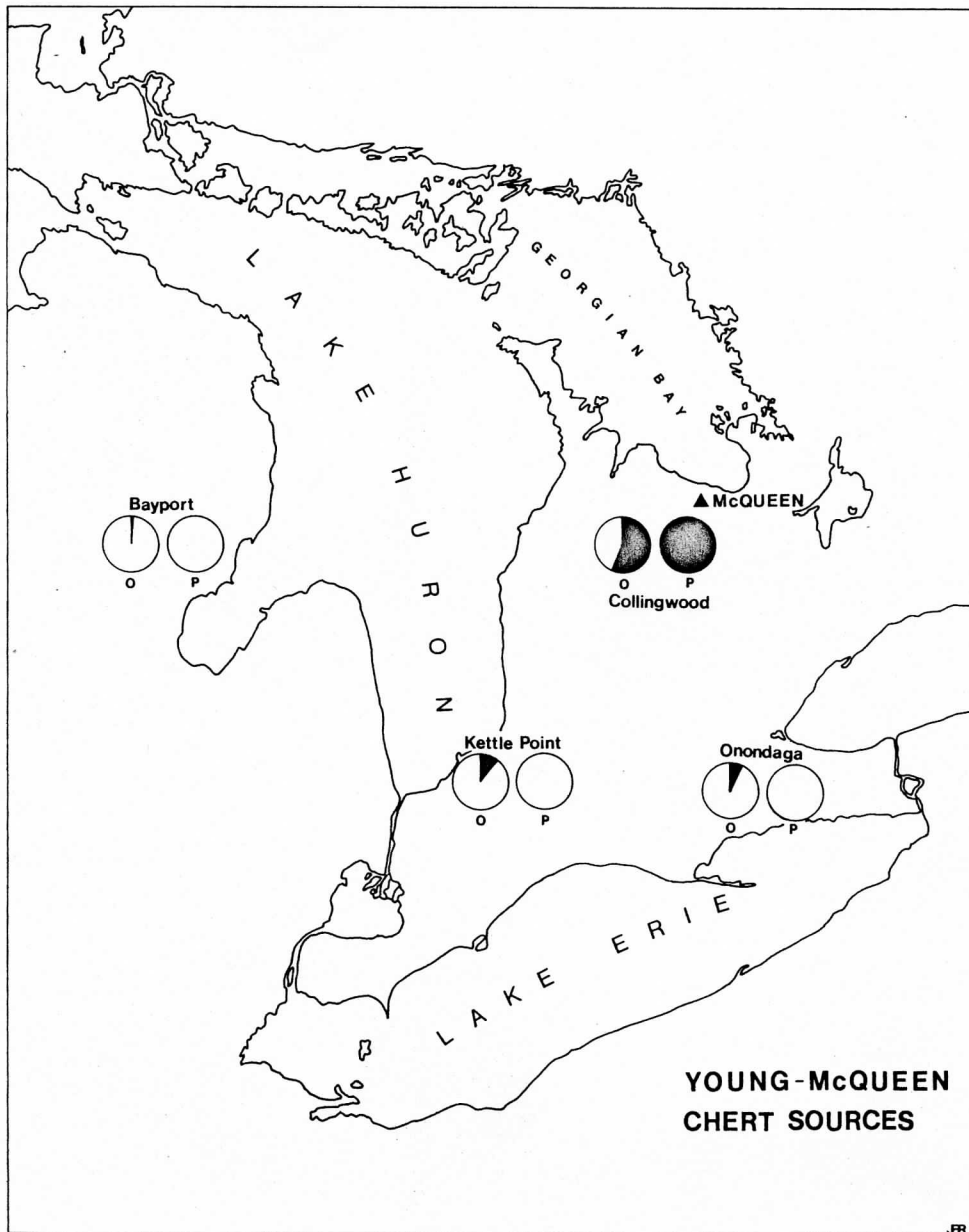 LAKE HURON
GEORGIAN BAY
Bayport
O P
McQUEEN
O P
Collingwood
Kettle Point
O P
Onondaga
O P
LAKE ERIE
YOUNG-McQUEEN
CHERT SOURCES